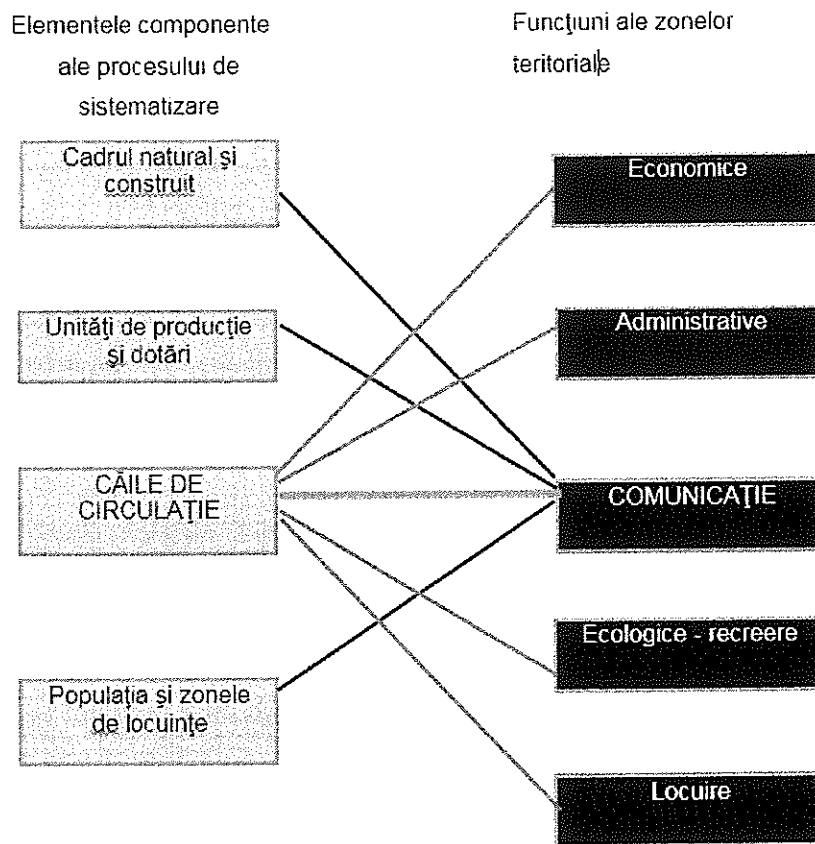 Elementele componente
ale procesului de
sistematizare
Funcţiuni ale zonelor
teritoriale
Cadrul natural şi
construit
Unităţi de producţie
şi dotări
CĂILE DE
CIRCULAŢIE
Populaţia şi zonele
de locuinţe
Economice
Administrative
COMUNICAŢIE
Ecologice - recreere
Locuire